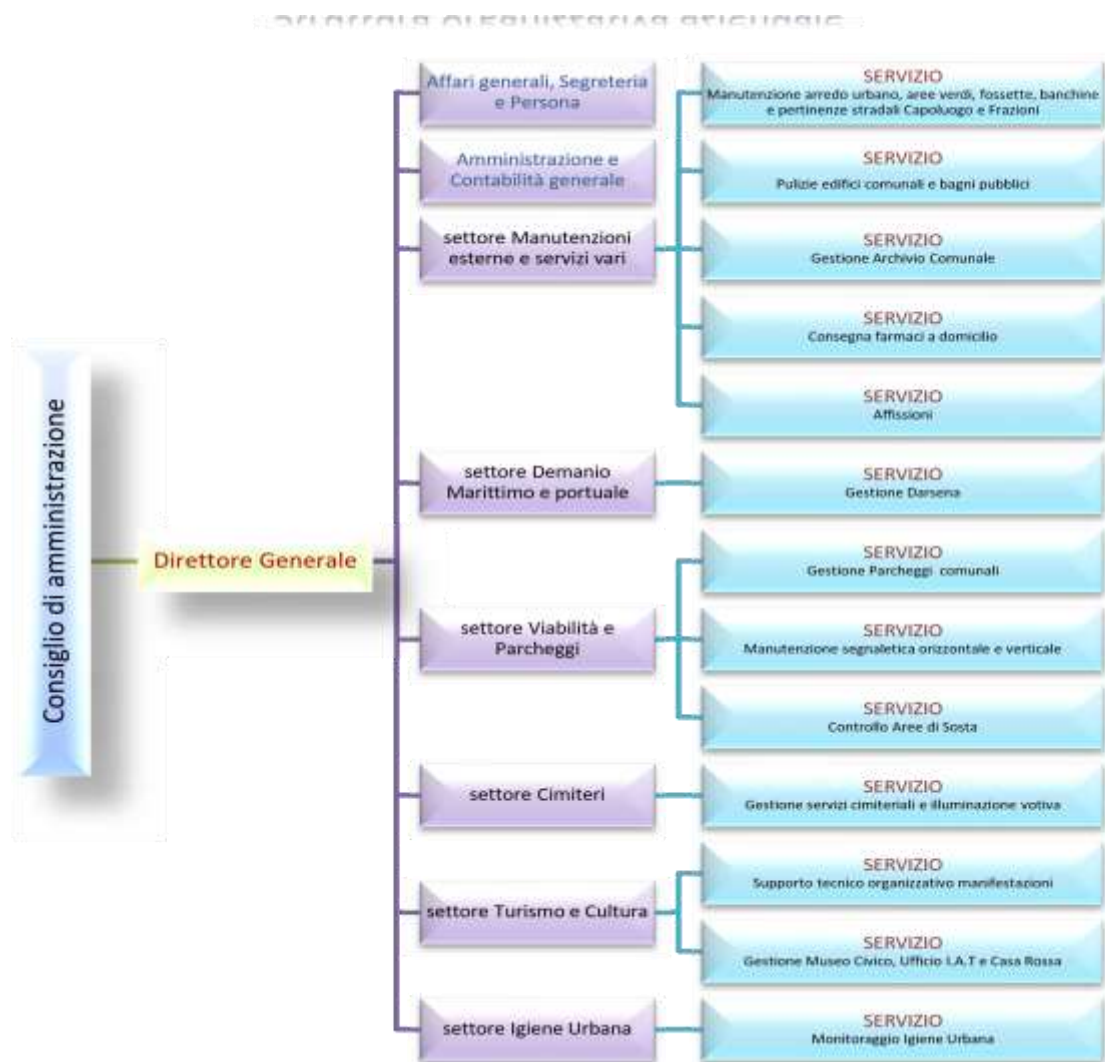 Consiglio di amministrazione
Direttore Generale
Affari generali, Segreteria
e Persona
Amministrazione e
Contabilità generale
settore Manutenzioni
esterne e servizi vari
SERVIZIO
Manutenzione arredo urbano, aree verdi, fossette, banchine
e pertinenze stradali Capoluogo e Frazioni
SERVIZIO
Pulizie edifici comunali e bagni pubblici
SERVIZIO
Gestione Archivio Comunale
SERVIZIO
Consegna farmaci a domicilio
SERVIZIO
Affissioni
settore Demanio
Marittimo e portuale
SERVIZIO
Gestione Darsena
settore Viabilità e
Parcheggi
SERVIZIO
Gestione Parcheggi comunali
SERVIZIO
Manutenzione segnaletica orizzontale e verticale
SERVIZIO
Controllo Aree di Sosta
settore Cimiteri
SERVIZIO
Gestione servizi cimiteriali e illuminazione votiva
settore Turismo e Cultura
SERVIZIO
Supporto tecnico organizzativo manifestazioni
SERVIZIO
Gestione Museo Civico, Ufficio I.A.T e Casa Rossa
settore Igiene Urbana
SERVIZIO
Monitoraggio Igiene Urbana